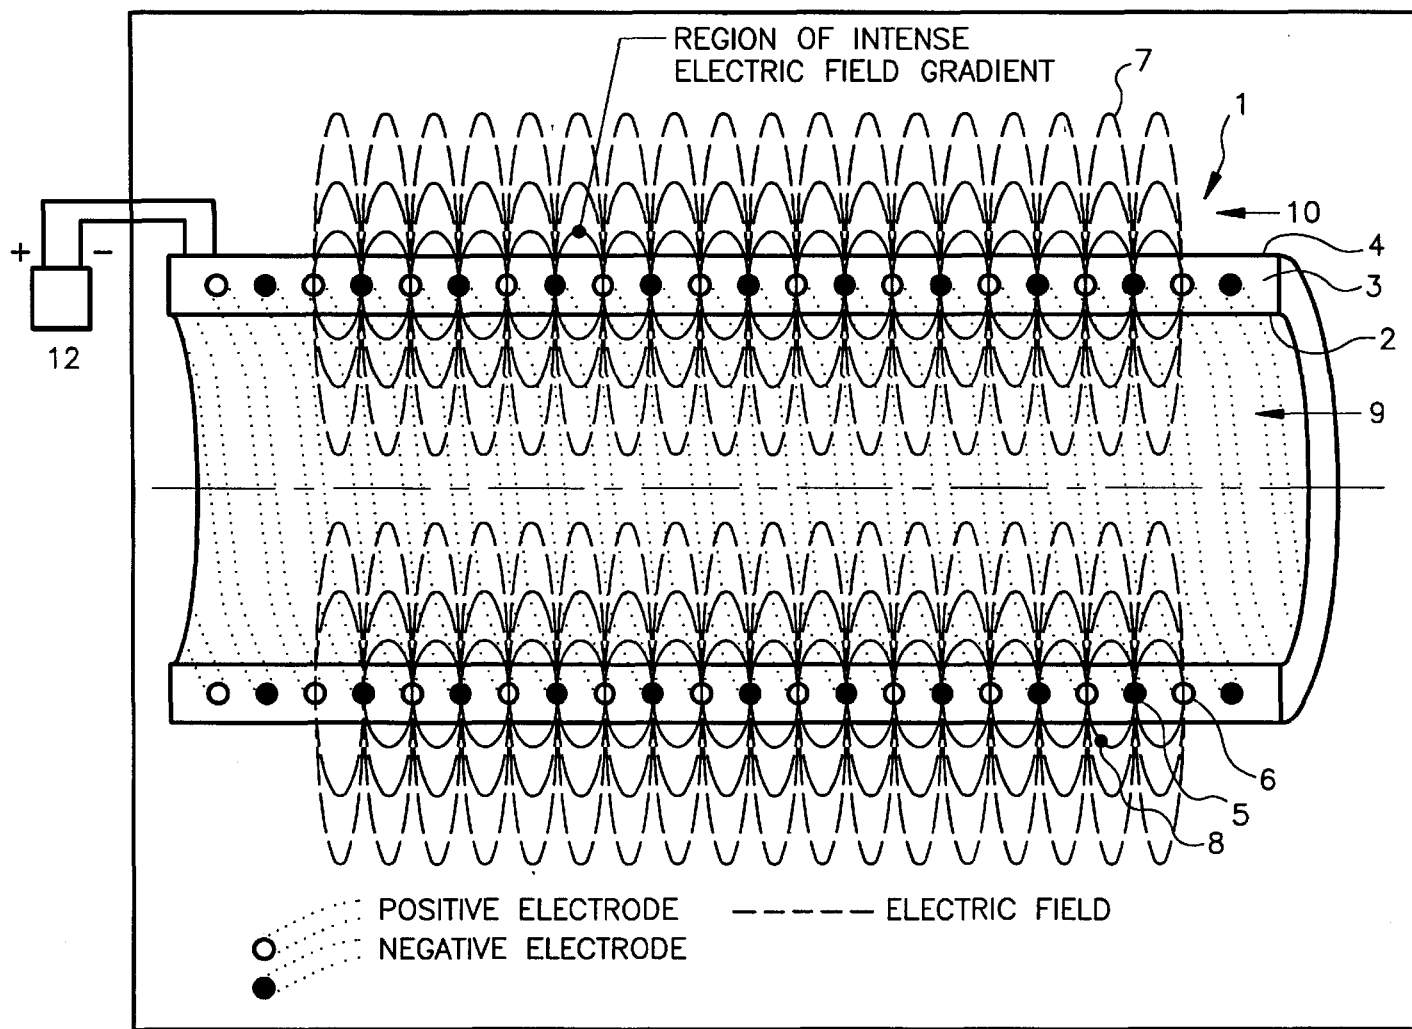 REGION OF INTENSE
ELECTRIC FIELD GRADIENT
7
1
10
4
3
2
+ −
12
9
6
5
8
POSITIVE ELECTRODE
ELECTRIC FIELD
NEGATIVE ELECTRODE